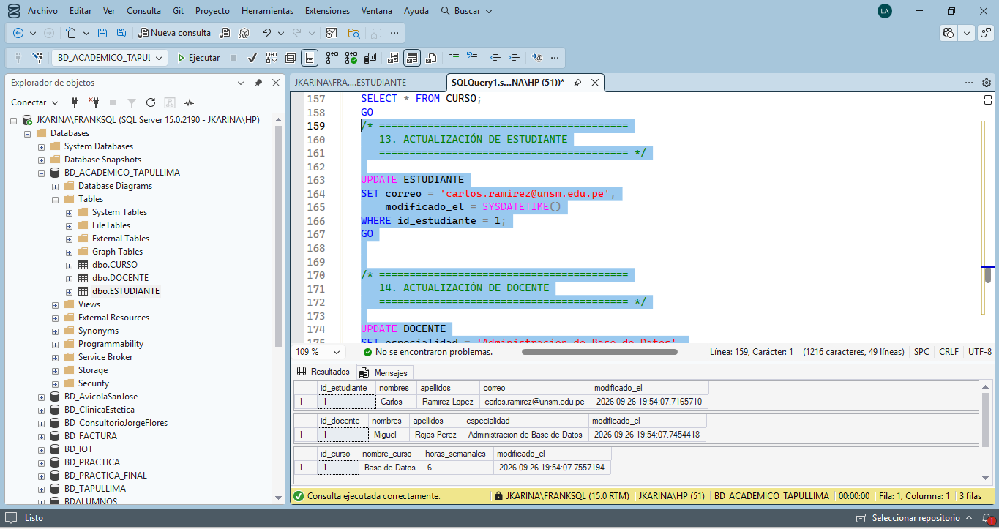 Archivo Editar Ver Consulta Git Proyecto Herramientas Extensiones Ventana Ayuda Buscar LA
Nueva consulta DAX
BD_ACADEMICO_TAPUL Ejecutar
Explorador de objetos
Conectar
JKARINA\FRANKSQL (SQL Server 15.0.2190 - JKARINA\HP)
Databases
System Databases
Database Snapshots
BD_ACADEMICO_TAPULLIMA
Database Diagrams
Tables
System Tables
FileTables
External Tables
Graph Tables
dbo.CURSO
dbo.DOCENTE
dbo.ESTUDIANTE
Views
External Resources
Synonyms
Programmability
Service Broker
Storage
Security
BD_AvicolaSanJose
BD_ClinicaEstetica
BD_ConsultorioJorgeFlores
BD_FACTURA
BD_IOT
BD_PRACTICA
BD_PRACTICA_FINAL
BD_TAPULLIMA
BDALUMNOS
JKARINA\FRA....ESTUDIANTE SQLQuery1.s...NA\HP (51))*
157 SELECT * FROM CURSO;
158 GO
159 /* =========================================
160 13. ACTUALIZACIÓN DE ESTUDIANTE
161 ========================================= */
162
163 UPDATE ESTUDIANTE
164 SET correo = 'carlos.ramirez@unsm.edu.pe',
165 modificado_el = SYSDATETIME()
166 WHERE id_estudiante = 1;
167 GO
168
169
170 /* =========================================
171 14. ACTUALIZACIÓN DE DOCENTE
172 ========================================= */
173
174 UPDATE DOCENTE
175 SET especialidad = 'Administracion de Base de Datos',
109 % No se encontraron problemas. Línea: 159, Carácter: 1 (1216 caracteres, 49 líneas) SPC CRLF UTF-8
Resultados Mensajes
id_estudiante nombres apellidos correo modificado_el
1 1 Carlos Ramirez Lopez carlos.ramirez@unsm.edu.pe 2026-09-26 19:54:07.7165710
id_docente nombres apellidos especialidad modificado_el
1 1 Miguel Rojas Perez Administracion de Base de Datos 2026-09-26 19:54:07.7454418
id_curso nombre_curso horas_semanales modificado_el
1 1 Base de Datos 6 2026-09-26 19:54:07.7557194
Consulta ejecutada correctamente. JKARINA\FRANKSQL (15.0 RTM) JKARINA\HP (51) BD_ACADEMICO_TAPULLIMA 00:00:00 Fila: 1, Columna: 1 3 filas
Listo Seleccionar repositorio 1